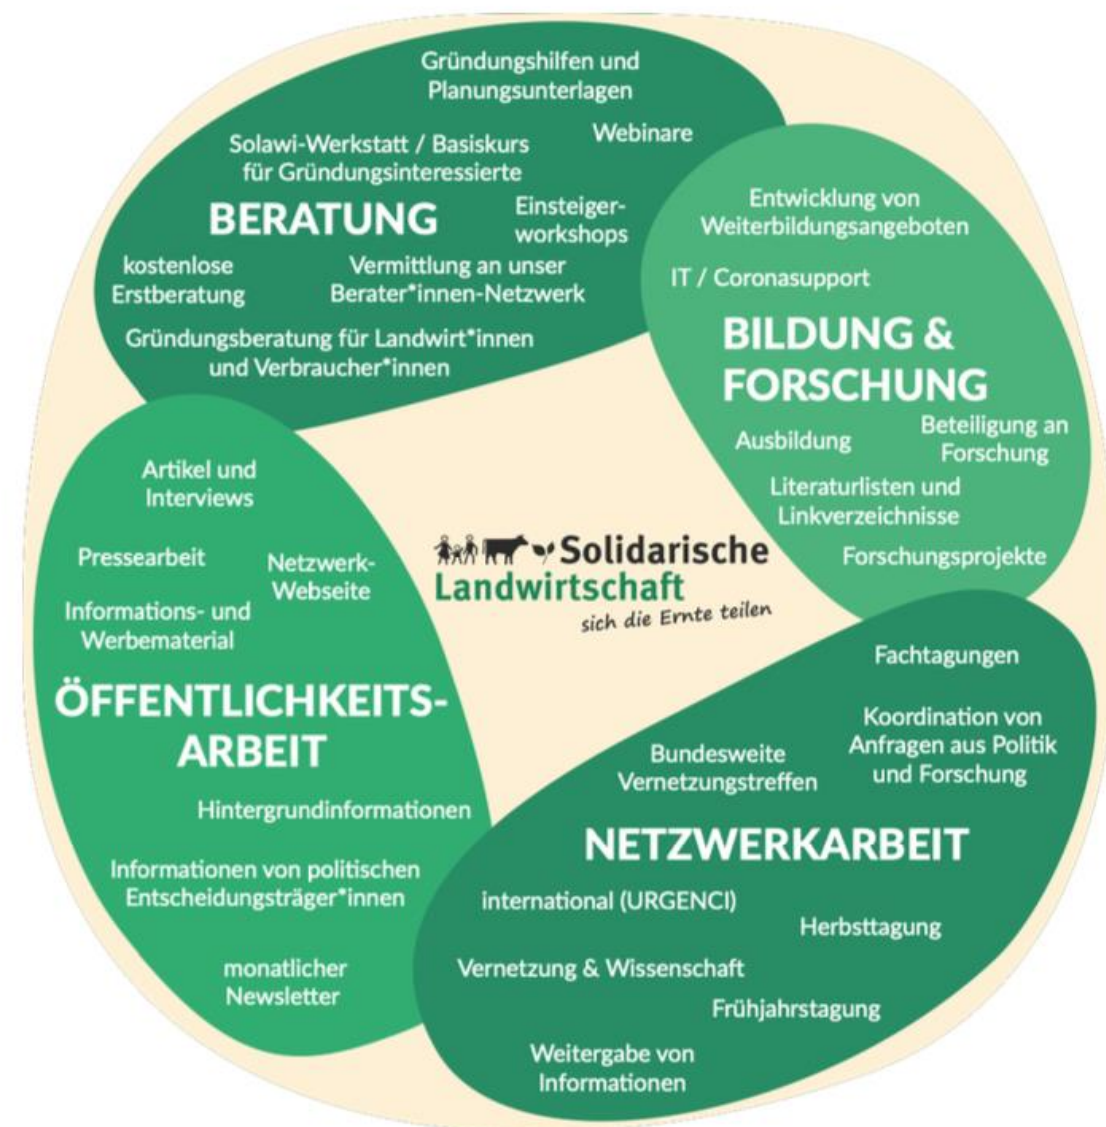 Gründungshilfen und
Planungsunterlagen
Webinare
Solawi-Werkstatt / Basiskurs
für Gründungsinteressierte
BERATUNG
Einsteiger-
workshops
kostenlose
Erstberatung
Vermittlung an unser
Berater*innen-Netzwerk
Gründungsberatung für Landwirt*innen
und Verbraucher*innen
Entwicklung von
Weiterbildungsangeboten
IT / Coronasupport
BILDUNG &
FORSCHUNG
Ausbildung
Beteiligung an
Forschung
Literaturlisten und
Linkverzeichnisse
Forschungsprojekte
Artikel und
Interviews
Pressearbeit
Netzwerk-
Webseite
Informations- und
Werbematerial
ÖFFENTLICHKEITS-
ARBEIT
Hintergrundinformationen
Informationen von politischen
Entscheidungsträger*innen
monatlicher
Newsletter
Solidarische
Landwirtschaft
sich die Ernte teilen
Fachtagungen
Koordination von
Anfragen aus Politik
und Forschung
Bundesweite
Vernetzungstreffen
NETZWERKARBEIT
international (URGENCI)
Herbsttagung
Vernetzung & Wissenschaft
Frühjahrstagung
Weitergabe von
Informationen